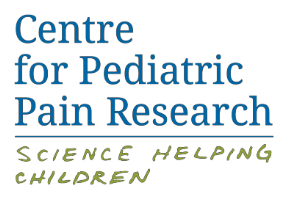 Centre
for Pediatric
Pain Research
SCIENCE HELPING
CHILDREN